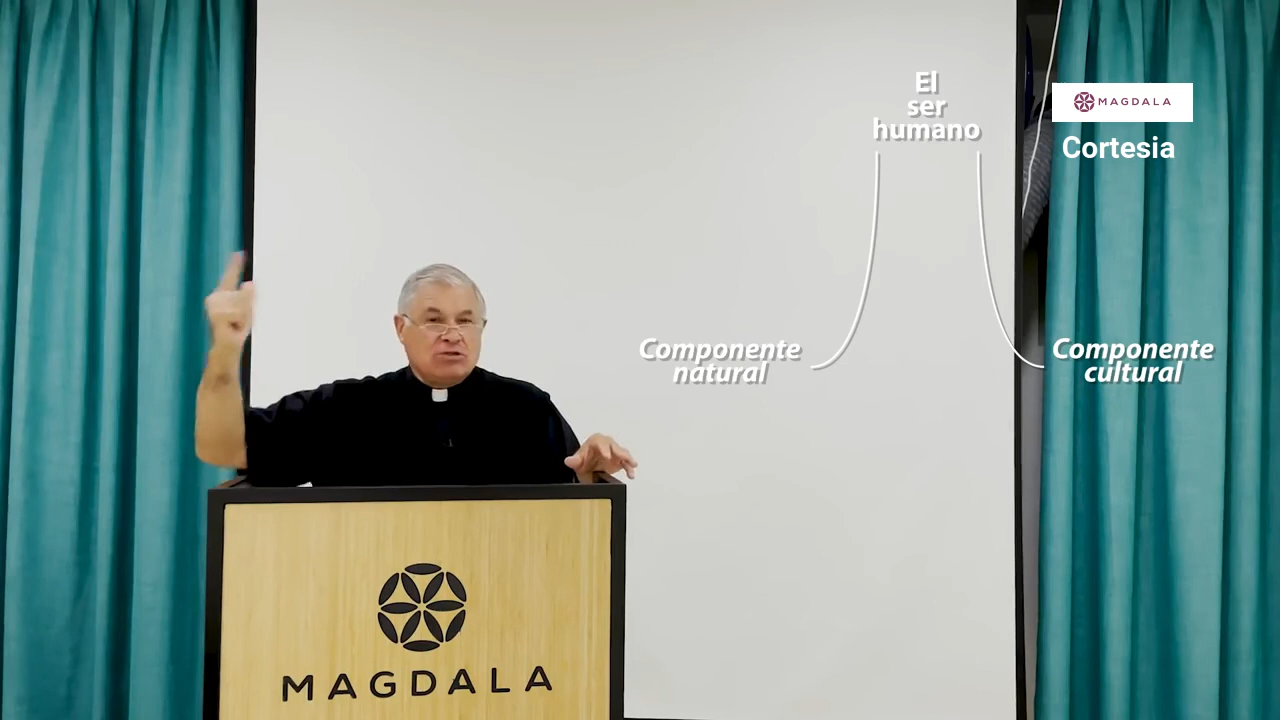 El
ser
humano
MAGDALA
Cortesia
Componente
natural
Componente
cultural
MAGDALA